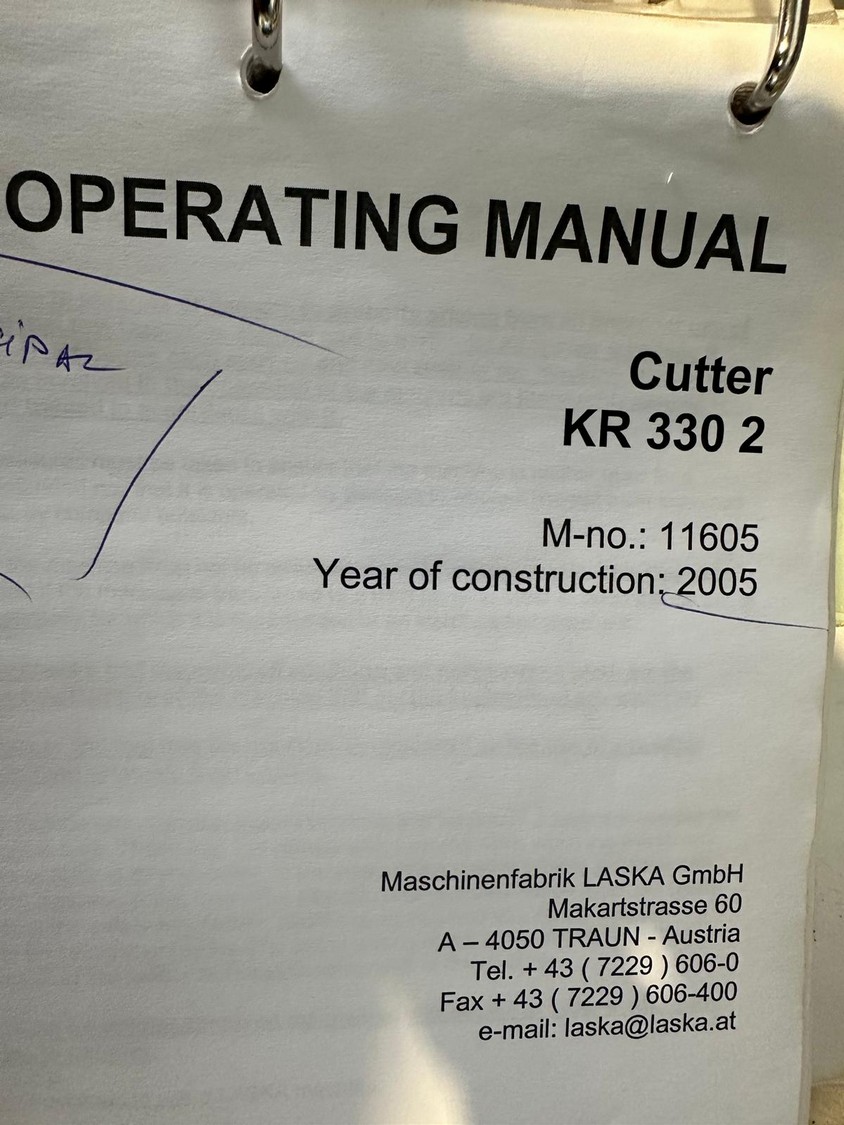 OPERATING MANUAL
Cutter
KR 330 2
M-no.: 11605
Year of construction: 2005
Maschinenfabrik LASKA GmbH
Makartstrasse 60
A – 4050 TRAUN - Austria
Tel. + 43 ( 7229 ) 606-0
Fax + 43 ( 7229 ) 606-400
e-mail: laska@laska.at